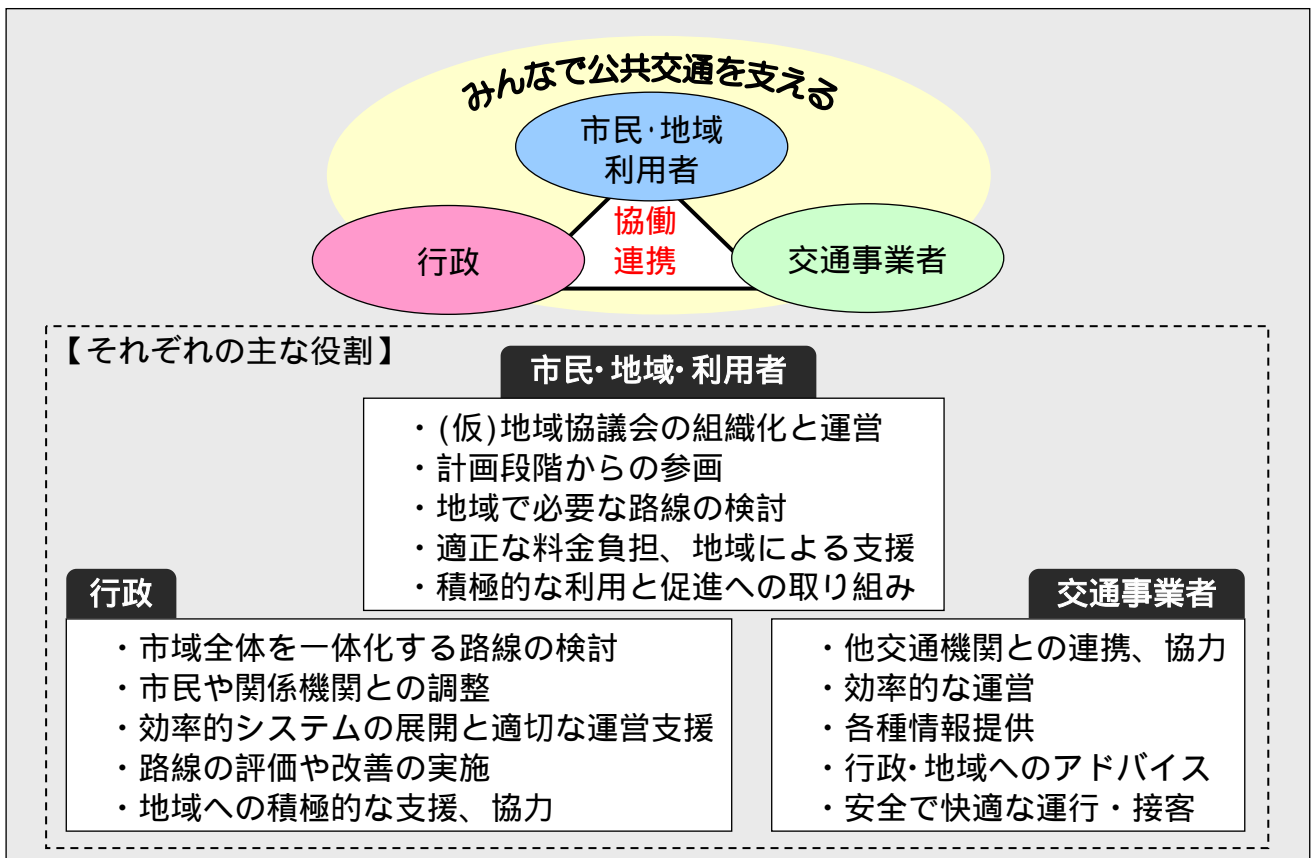 みんなで公共交通を支える
市民・地域
利用者
協働
連携
行政
交通事業者
【それぞれの主な役割】
市民・地域・利用者
・(仮)地域協議会の組織化と運営
・計画段階からの参画
・地域で必要な路線の検討
・適正な料金負担、地域による支援
・積極的な利用と促進への取り組み
行政
・市域全体を一体化する路線の検討
・市民や関係機関との調整
・効率的システムの展開と適切な運営支援
・路線の評価や改善の実施
・地域への積極的な支援、協力
交通事業者
・他交通機関との連携、協力
・効率的な運営
・各種情報提供
・行政・地域へのアドバイス
・安全で快適な運行・接客